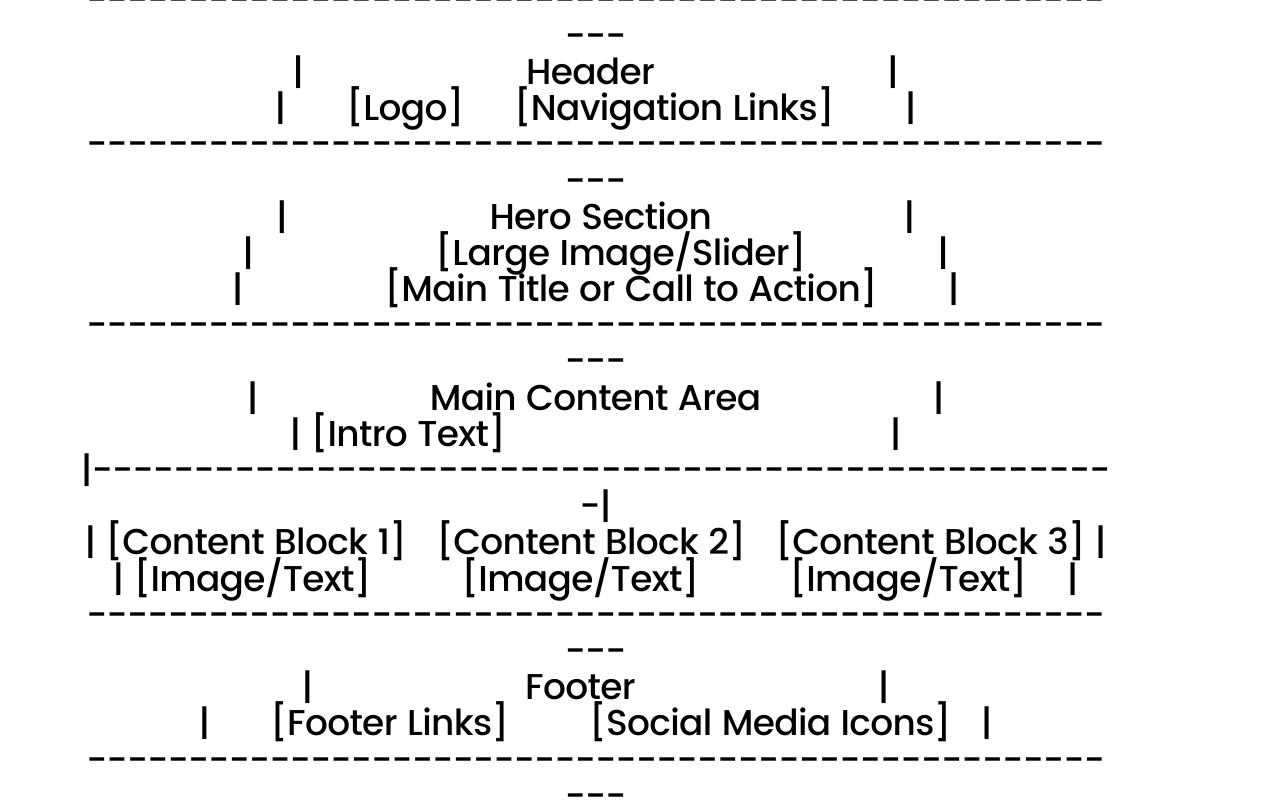 --------------------------------------------------
---
| Header |
| [Logo] [Navigation Links] |
--------------------------------------------------
---
| Hero Section |
| [Large Image/Slider] |
| [Main Title or Call to Action] |
--------------------------------------------------
---
| Main Content Area |
| [Intro Text] |
|--------------------------------------------------
-|
| [Content Block 1] [Content Block 2] [Content Block 3] |
| [Image/Text] [Image/Text] [Image/Text] |
--------------------------------------------------
---
| Footer |
| [Footer Links] [Social Media Icons] |
--------------------------------------------------
---